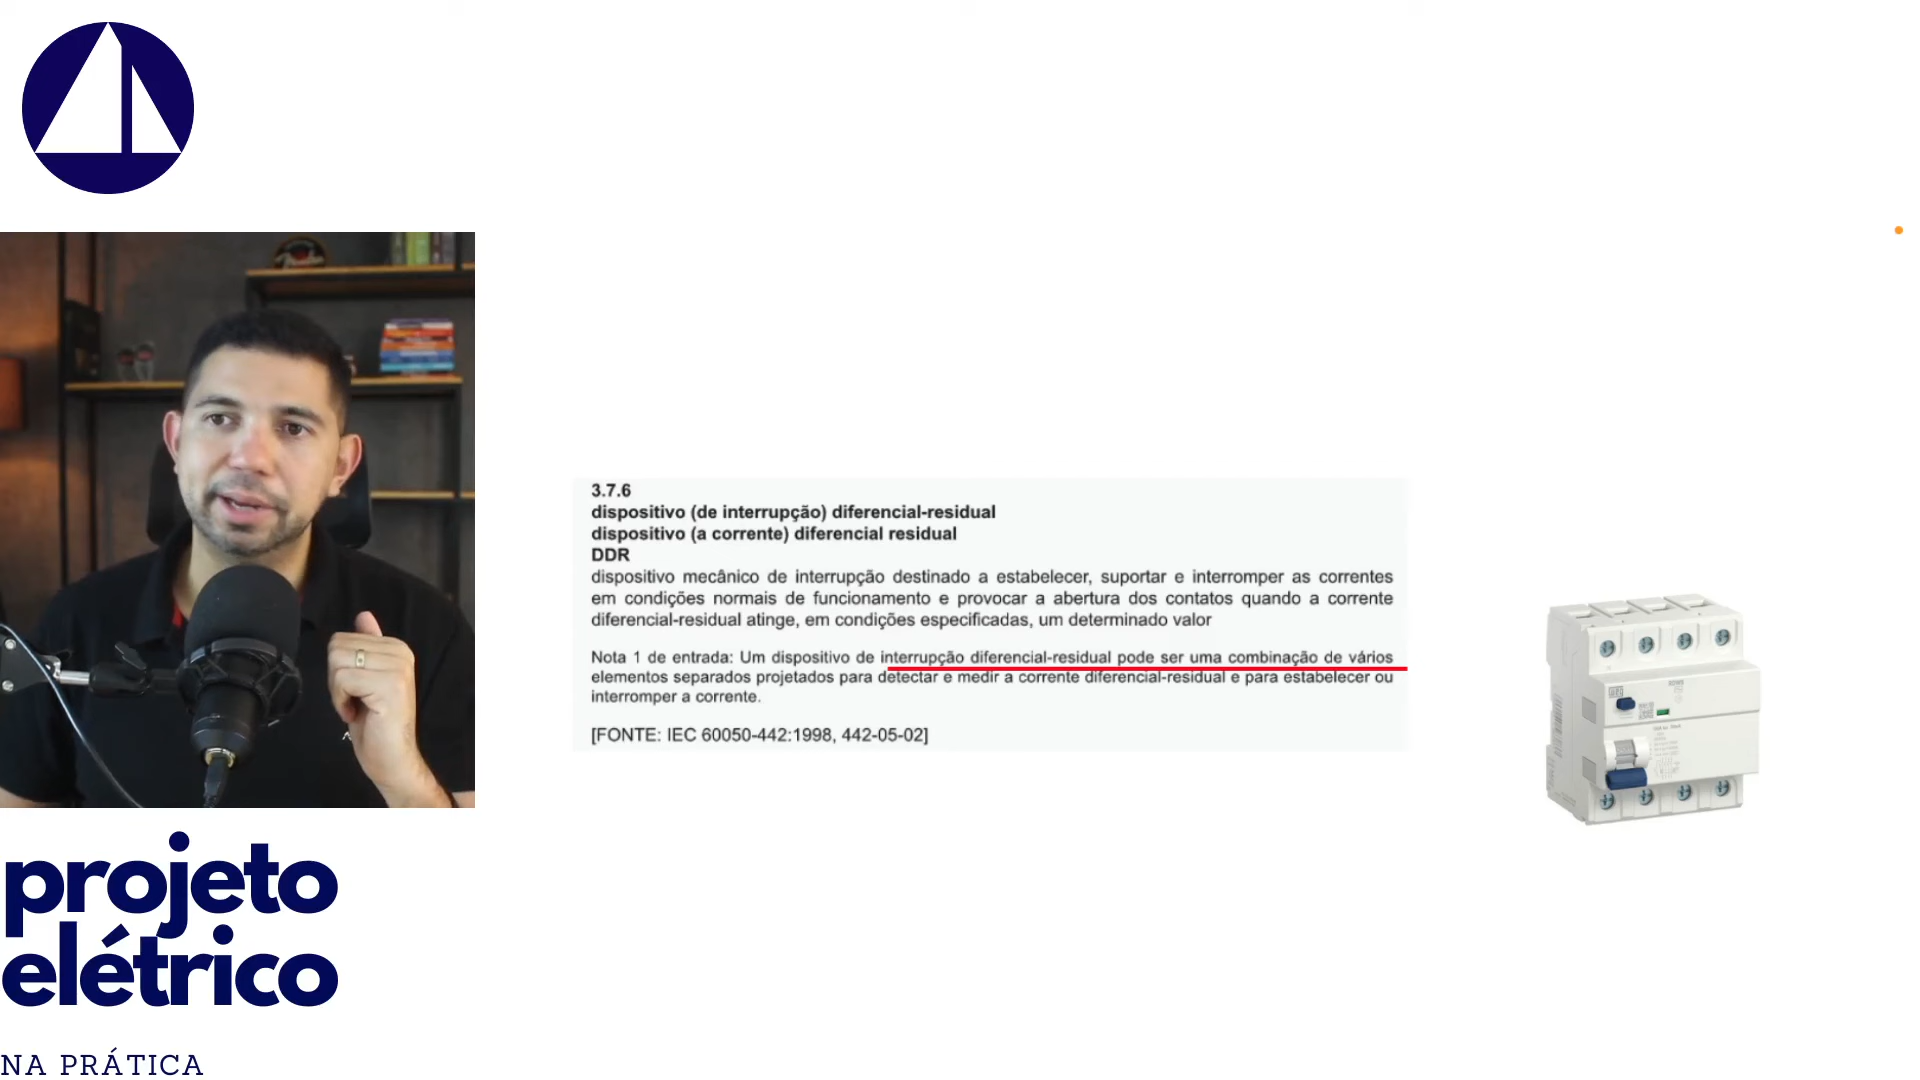 3.7.6
dispositivo (de interrupção) diferencial-residual
dispositivo (a corrente) diferencial residual
DDR
dispositivo mecânico de interrupção destinado a estabelecer, suportar e interromper as correntes
em condições normais de funcionamento e provocar a abertura dos contatos quando a corrente
diferencial-residual atinge, em condições especificadas, um determinado valor
Nota 1 de entrada: Um dispositivo de interrupção diferencial-residual pode ser uma combinação de vários
elementos separados projetados para detectar e medir a corrente diferencial-residual e para estabelecer ou
interromper a corrente.
[FONTE: IEC 60050-442:1998, 442-05-02]
projeto
elétrico
NA PRÁTICA